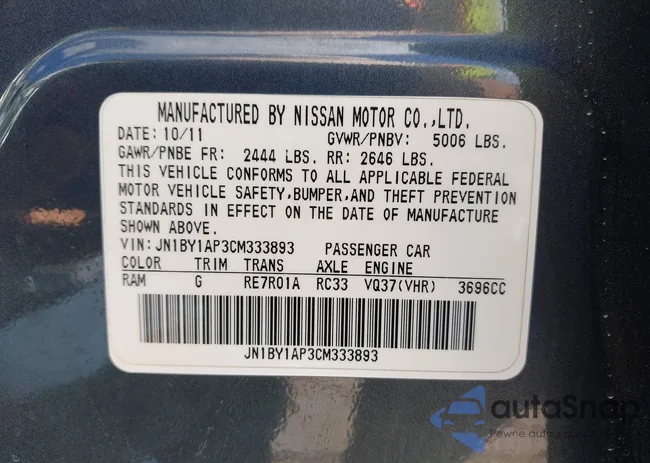 MANUFACTURED BY NISSAN MOTOR CO.,LTD.
DATE: 10/11 GVWR/PNBV: 5006 LBS.
GAWR/PNBE FR: 2444 LBS. RR: 2646 LBS.
THIS VEHICLE CONFORMS TO ALL APPLICABLE FEDERAL
MOTOR VEHICLE SAFETY,BUMPER,AND THEFT PREVENTION
STANDARDS IN EFFECT ON THE DATE OF MANUFACTURE
SHOWN ABOVE.
VIN: JN1BY1AP3CM333893 PASSENGER CAR
COLOR TRIM TRANS AXLE ENGINE
RAM G RE7R01A RC33 VQ37(VHR) 3696CC
JN1BY1AP3CM333893
autaSnap
Pewne auta z